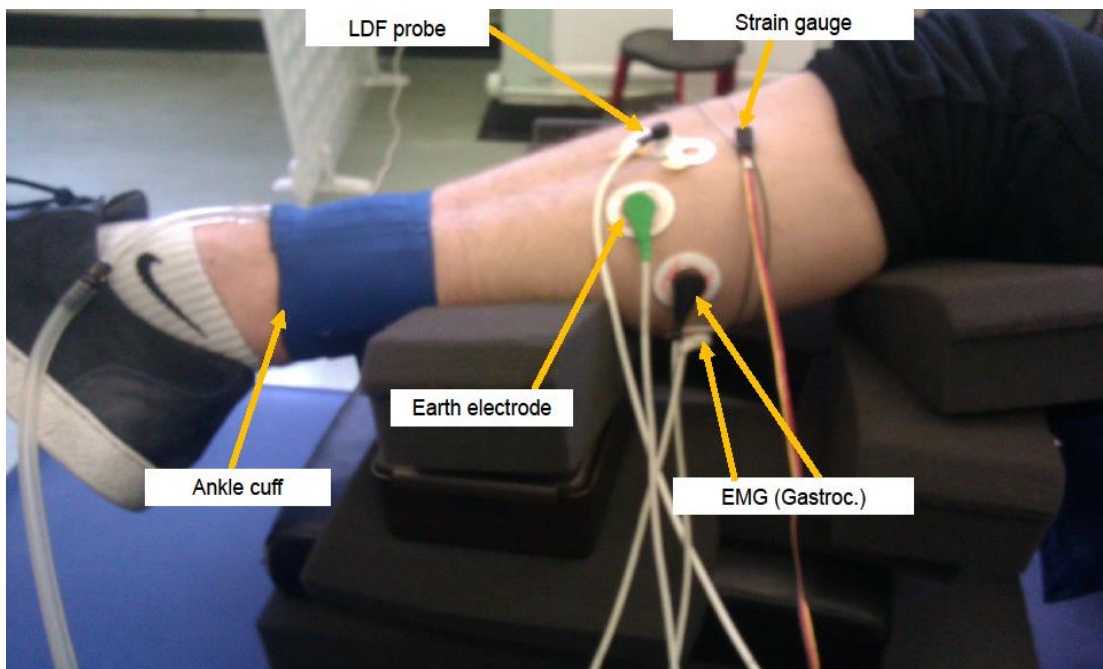 LDF probe
Strain gauge
Earth electrode
Ankle cuff
EMG (Gastroc.)